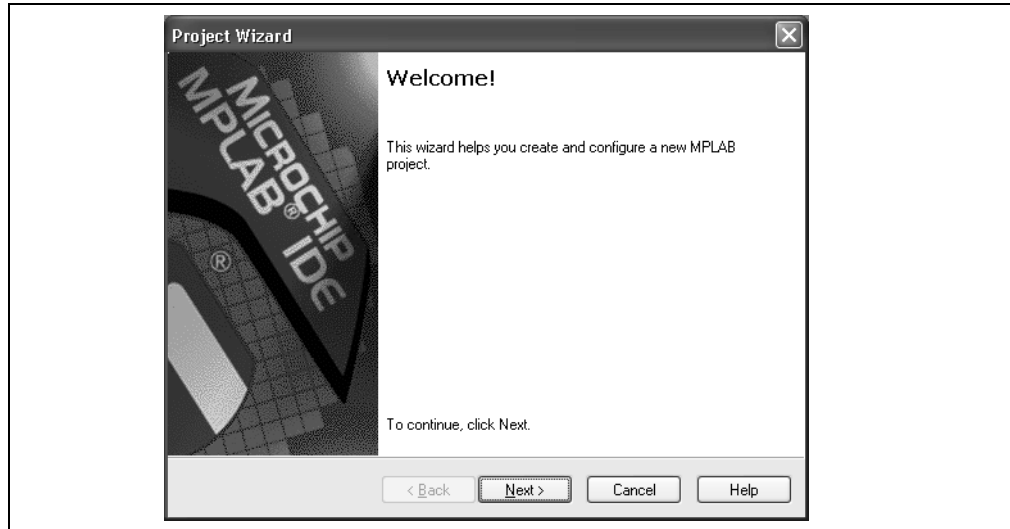 Project Wizard
MICROCHIP
MPLAB® IDE
®
Welcome!
This wizard helps you create and configure a new MPLAB
project.
To continue, click Next.
< Back Next > Cancel Help